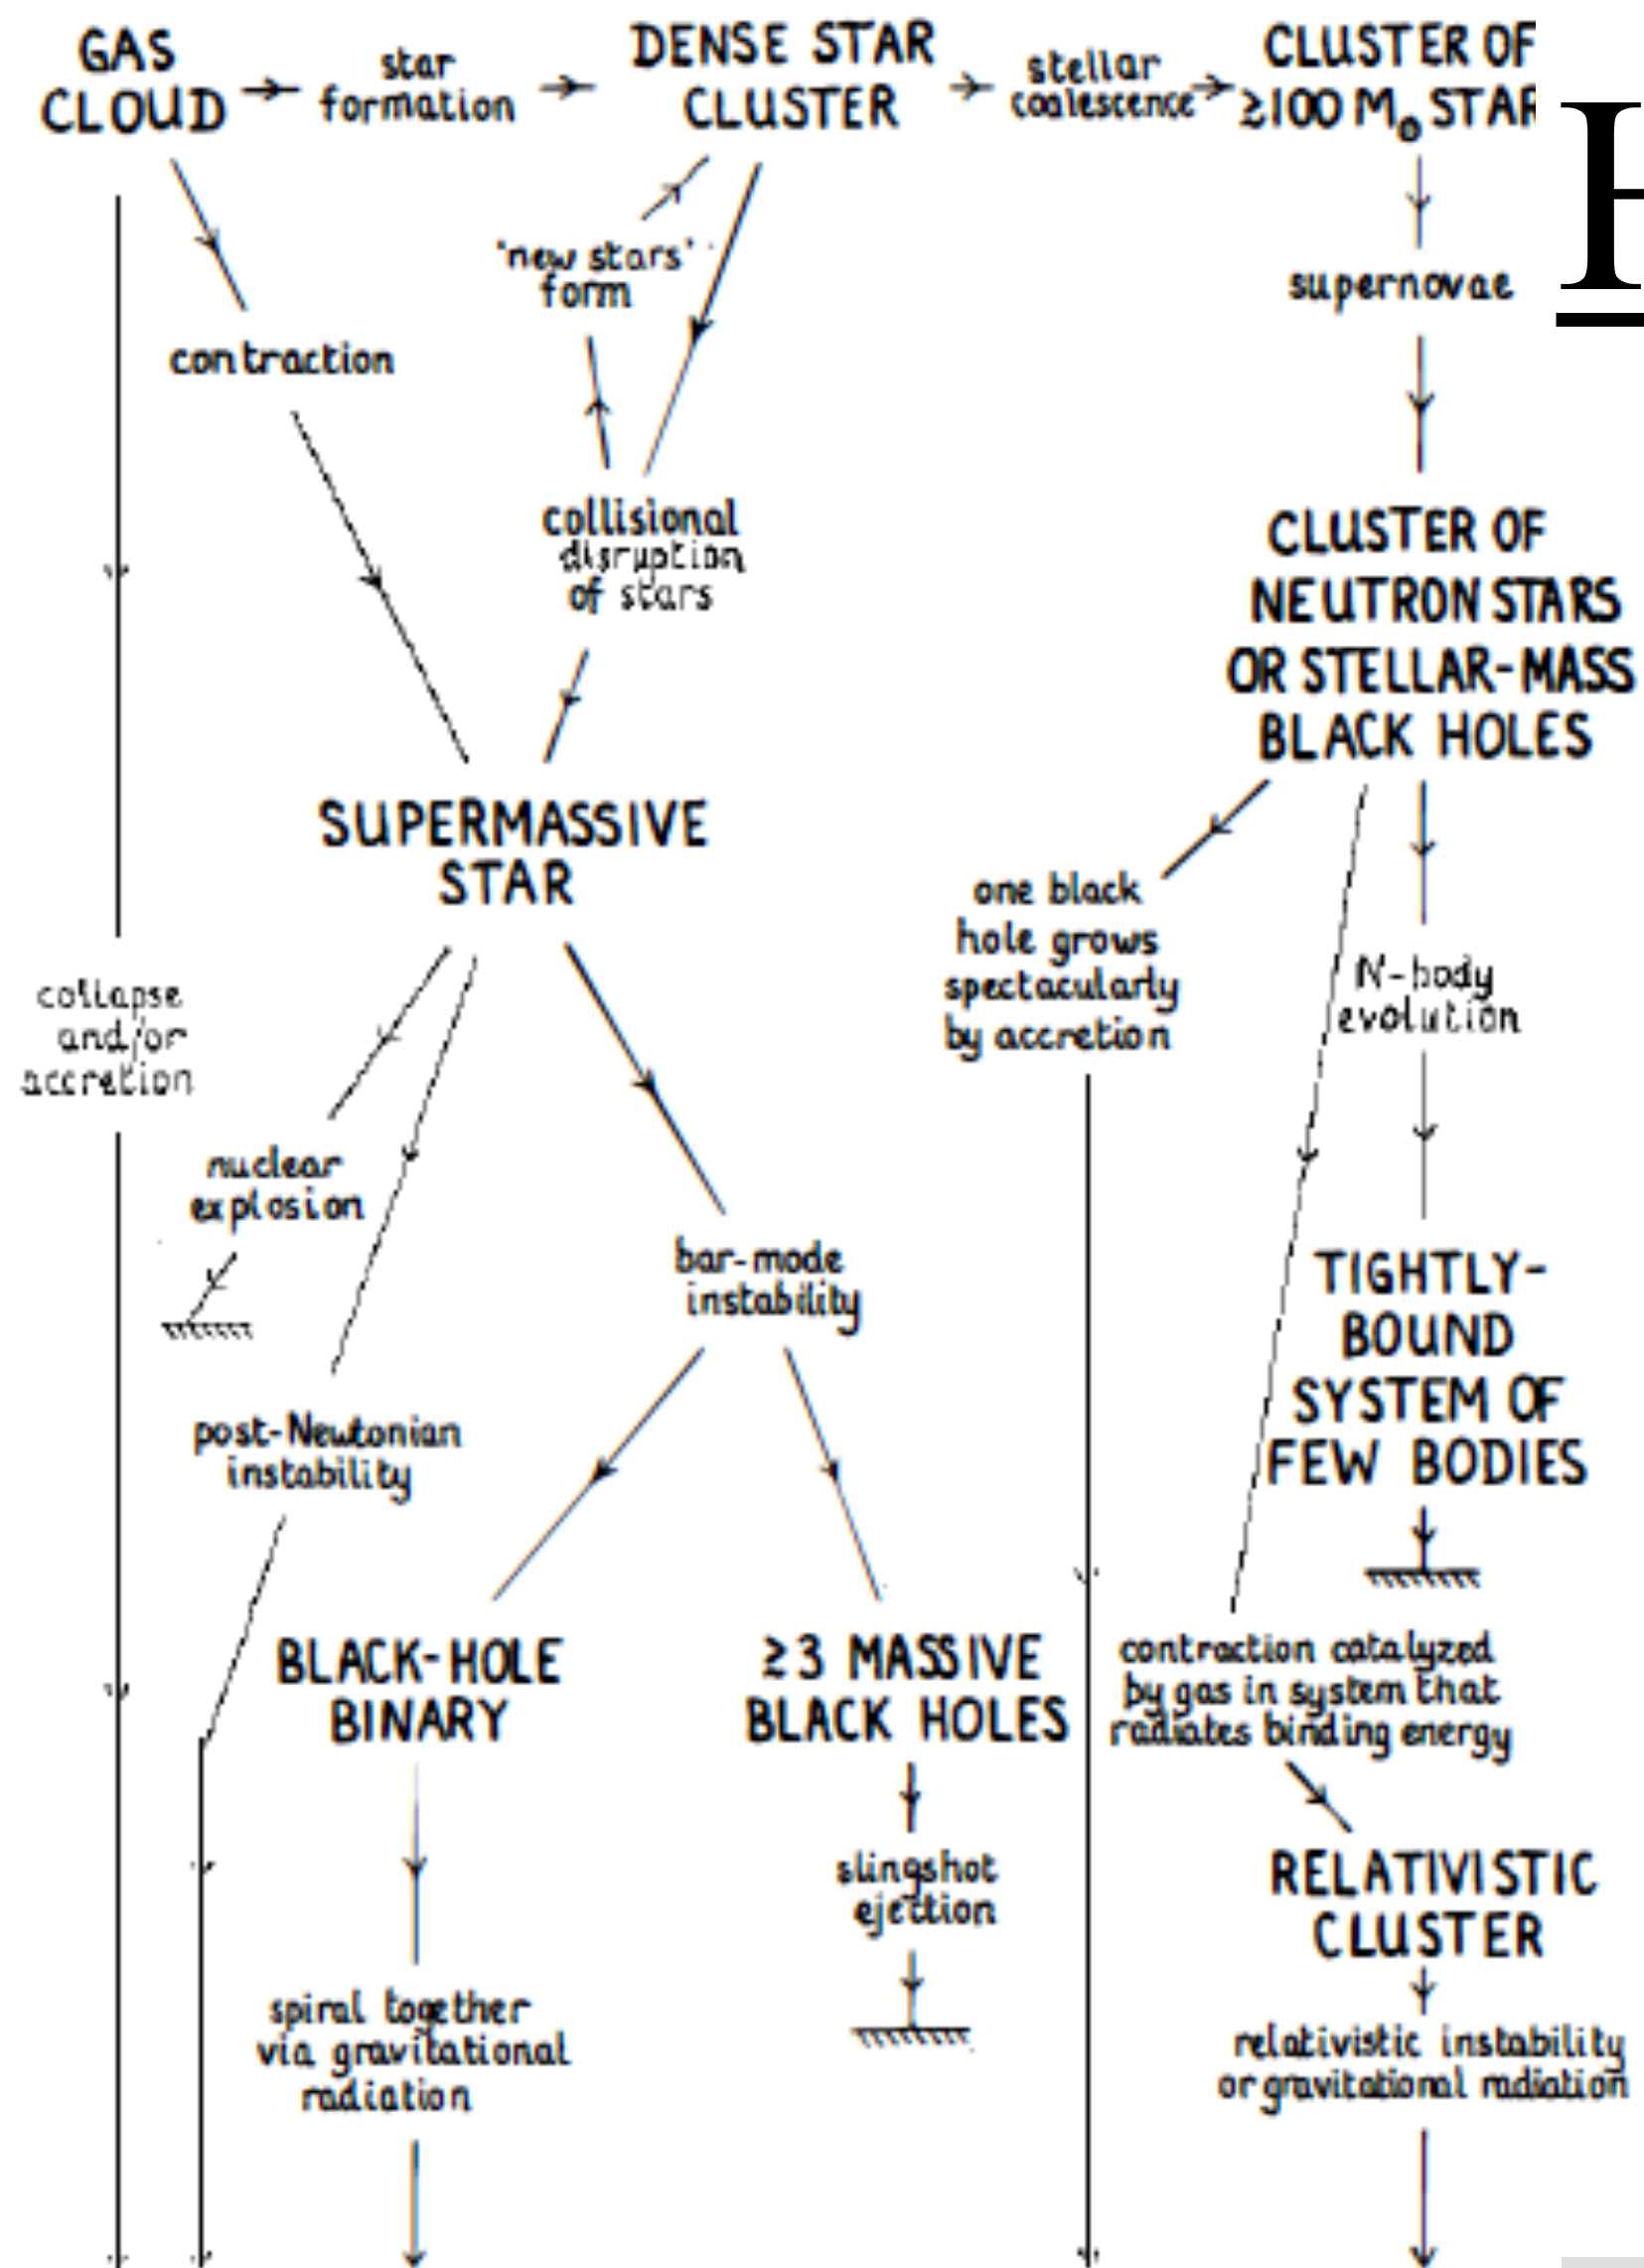 GAS
CLOUD
star
formation
DENSE STAR
CLUSTER
stellar
coalescence
CLUSTER OF
≥100 M⊙ STAR
H
'new stars'
form
supernovae
contraction
collisional
disruption
of stars
CLUSTER OF
NEUTRON STARS
OR STELLAR-MASS
BLACK HOLES
SUPERMASSIVE
STAR
one black
hole grows
spectacularly
by accretion
N-body
evolution
collapse
and/or
accretion
nuclear
explosion
bar-mode
instability
TIGHTLY-
BOUND
SYSTEM OF
FEW BODIES
post-Newtonian
instability
BLACK-HOLE
BINARY
≥3 MASSIVE
BLACK HOLES
contraction catalyzed
by gas in system that
radiates binding energy
slingshot
ejection
RELATIVISTIC
CLUSTER
spiral together
via gravitational
radiation
relativistic instability
or gravitational radiation